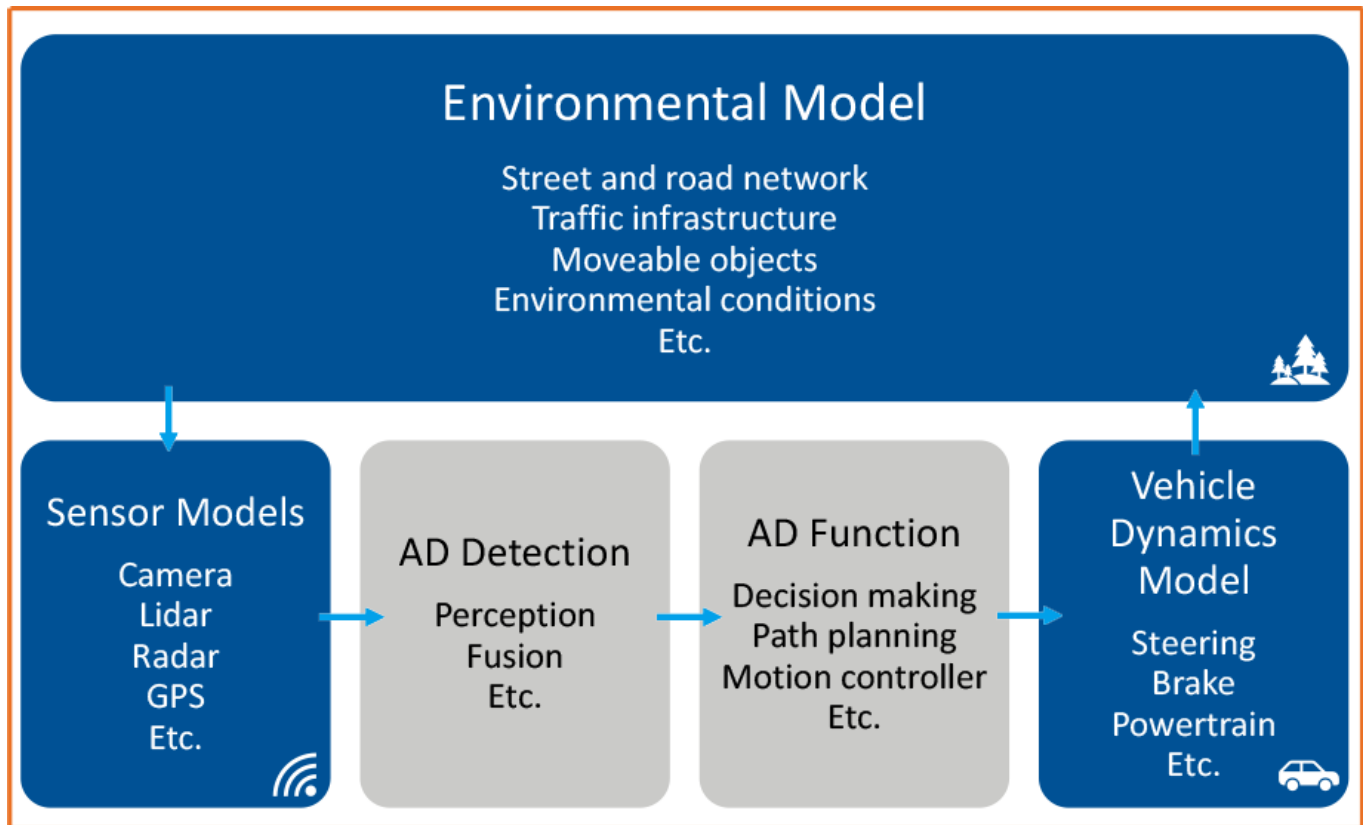 Environmental Model
Street and road network
Traffic infrastructure
Moveable objects
Environmental conditions
Etc.
Sensor Models
Camera
Lidar
Radar
GPS
Etc.
AD Detection
Perception
Fusion
Etc.
AD Function
Decision making
Path planning
Motion controller
Etc.
Vehicle
Dynamics
Model
Steering
Brake
Powertrain
Etc.